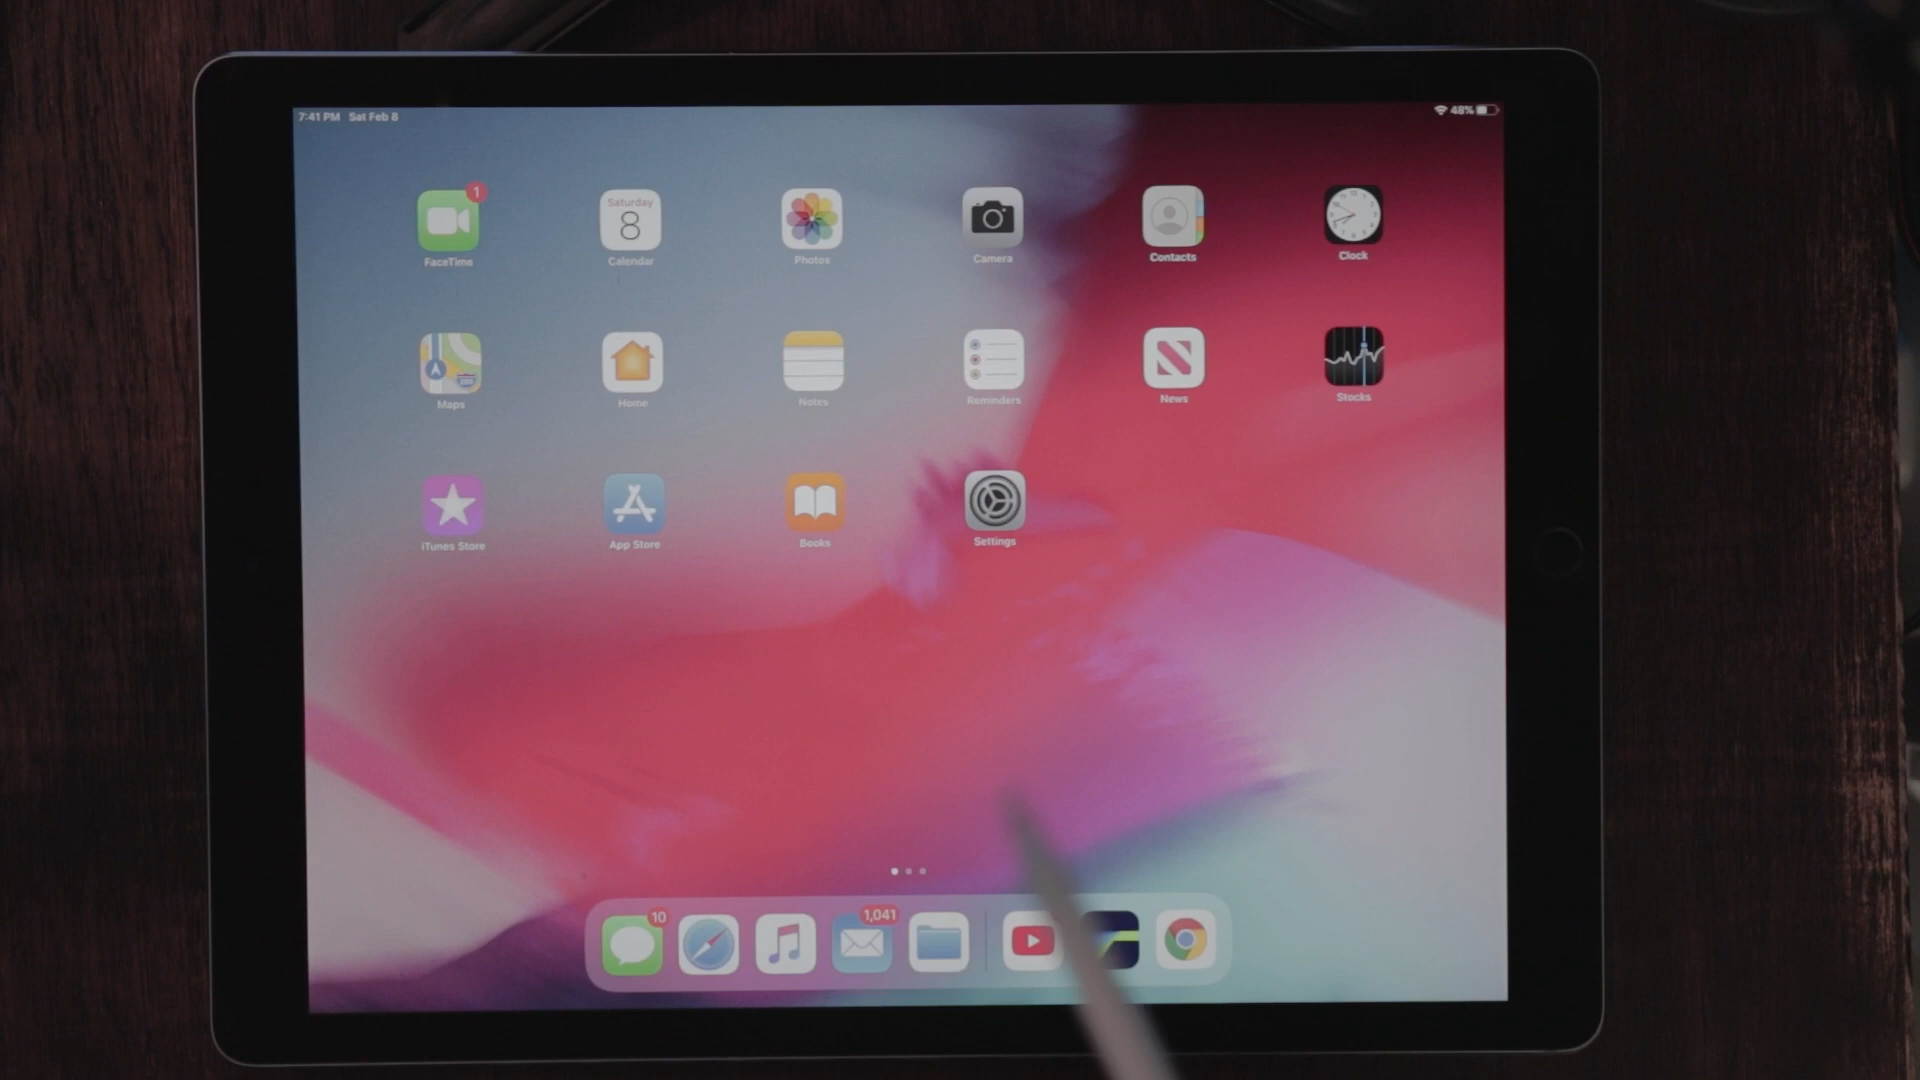 7:41 PM Sat Feb 8
48%
1
Saturday
8
FaceTime
Calendar
Photos
Camera
Contacts
Clock
Maps
Home
Notes
Reminders
News
Stocks
iTunes Store
App Store
Books
Settings
10
1,041